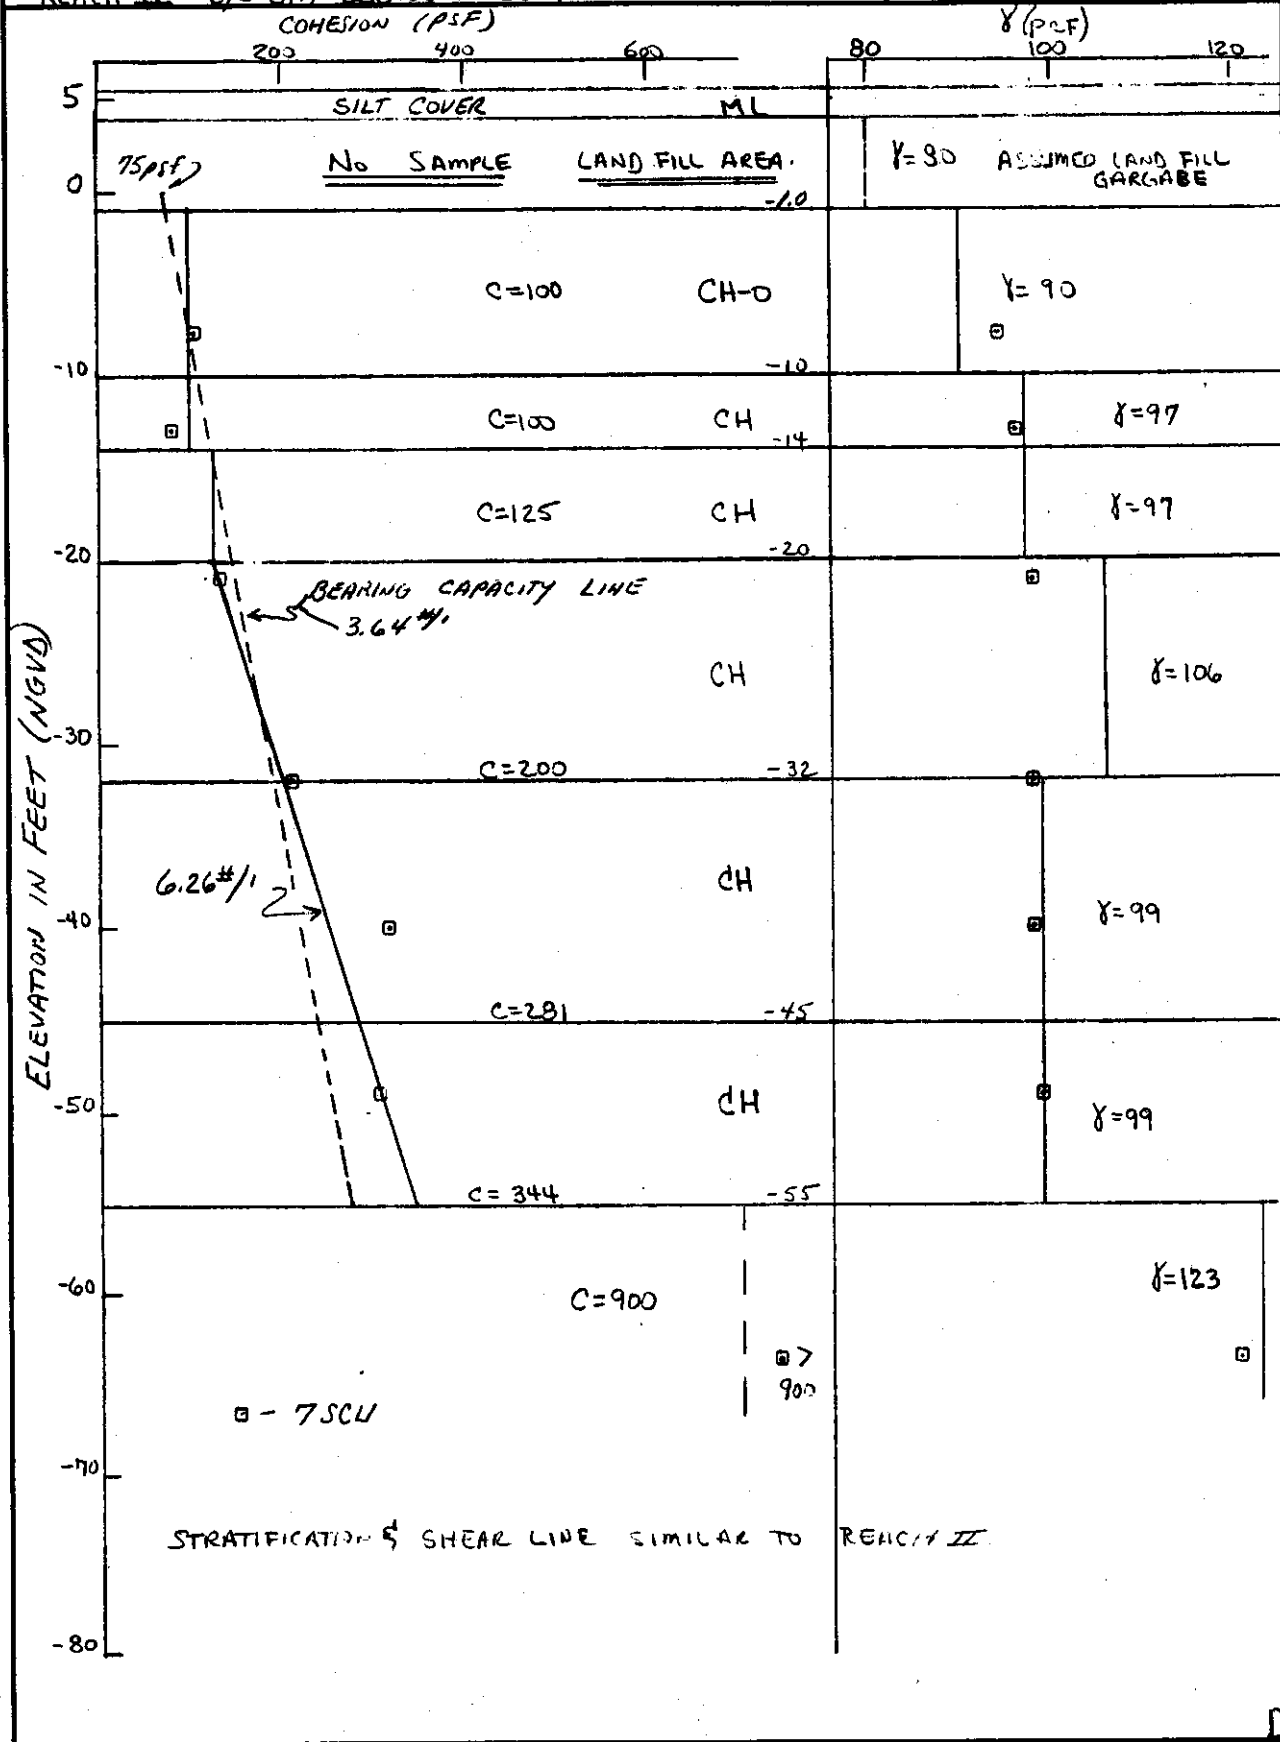 COHESION (PSF)
γ (PCF)
200 400 600 80 100 120
5
SILT COVER ML
75psf
No SAMPLE LAND FILL AREA.
γ=80 ASSUMED LAND FILL
GARGABE
0
-1.0
C=100 CH-O γ=90
-10 -10
C=100 CH γ=97
-14
C=125 CH γ=97
-20 -20
BEARING CAPACITY LINE
3.64 #/'
CH γ=106
ELEVATION IN FEET (NGVD)
-30
C=200 -32
6.26#/' CH
-40 γ=99
C=281 -45
-50 CH γ=99
C=344 -55
-60 C=900 γ=123
>
900
- 7SCU
-70
STRATIFICATION & SHEAR LINE SIMILAR TO REACH II
-80